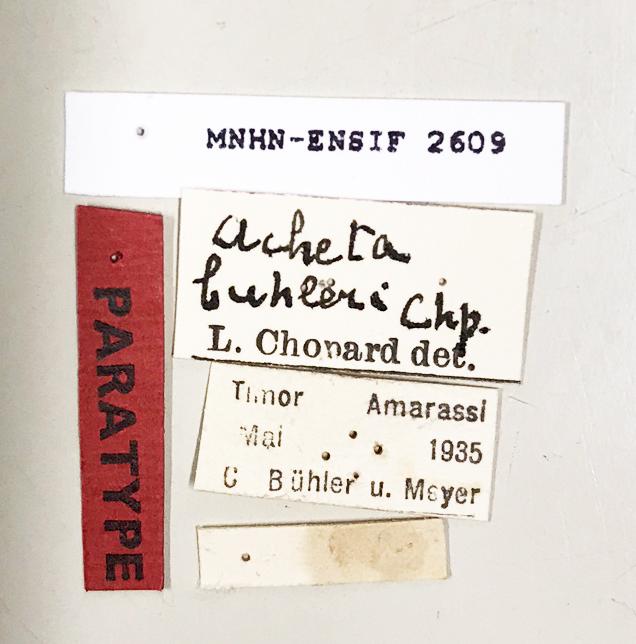 MNHN-ENSIF 2609
PARATYPE
Acheta
buhleri Chp.
L. Chopard det.
Timor Amarassi
Mai 1935
C Bühler u. Meyer